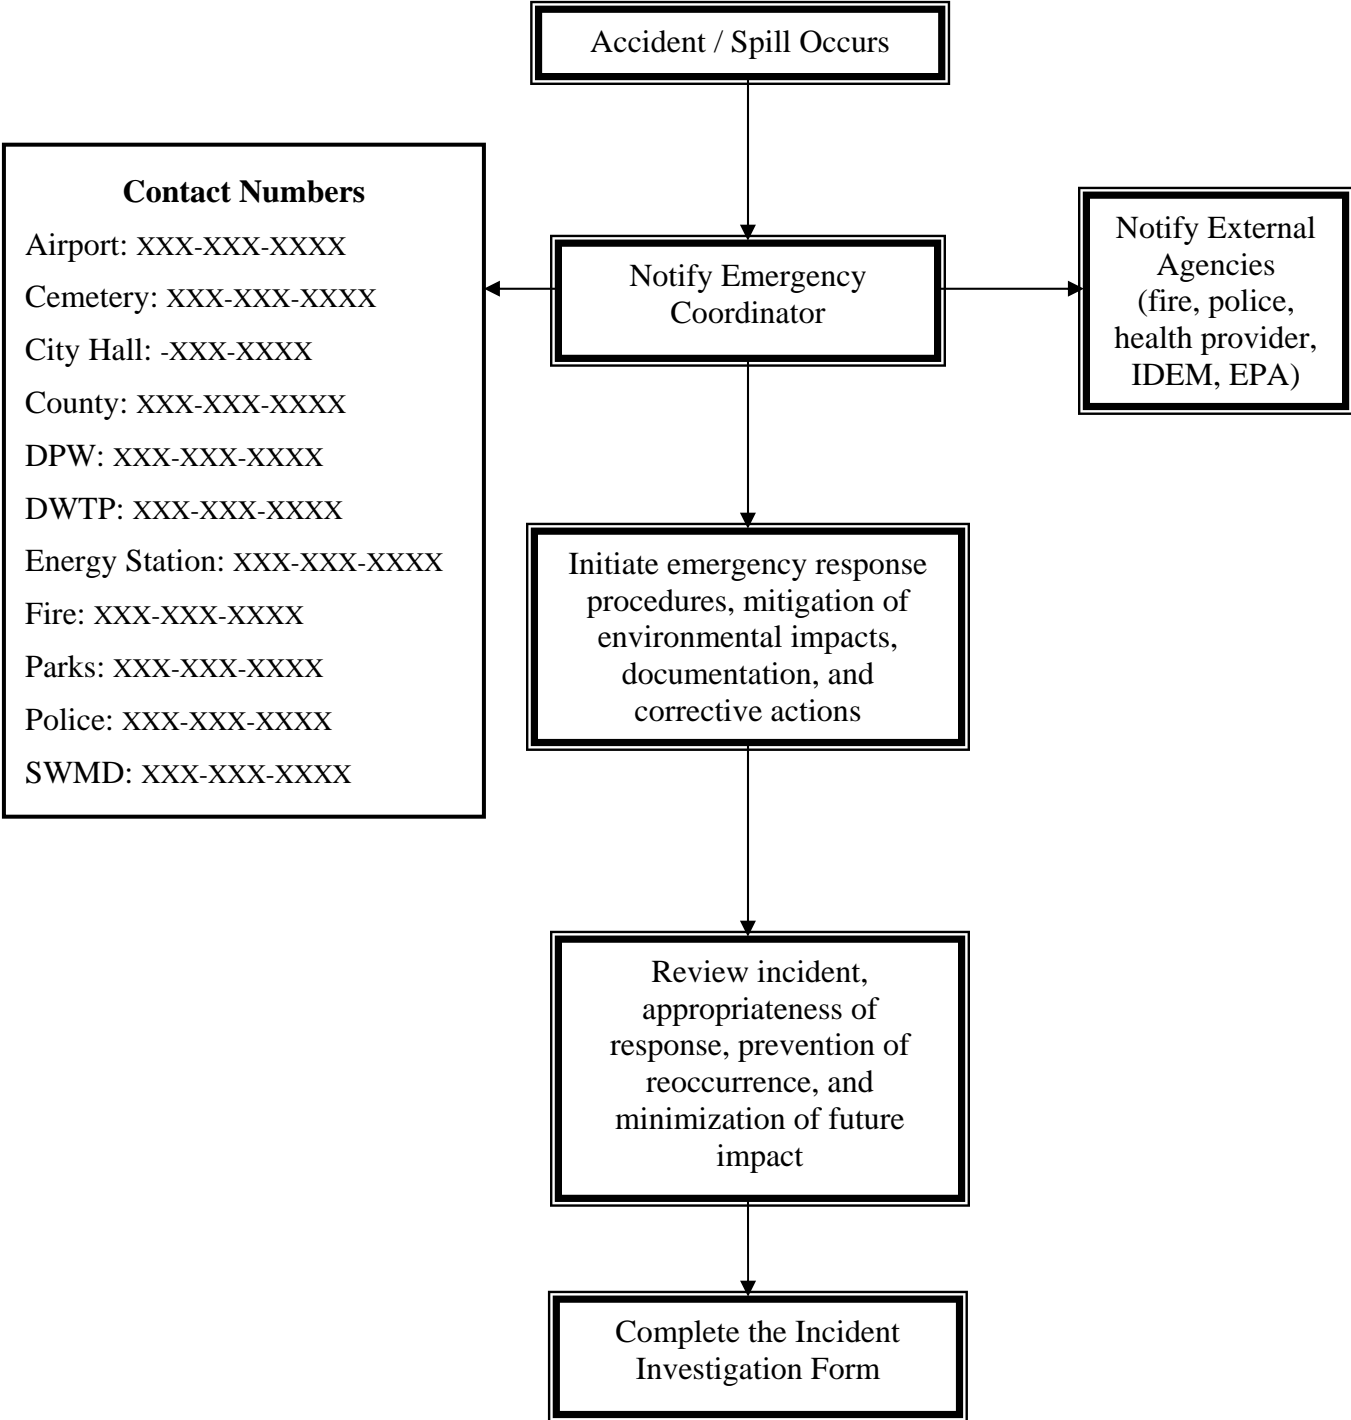 Accident / Spill Occurs
Contact Numbers
Airport: XXX-XXX-XXXX
Cemetery: XXX-XXX-XXXX
City Hall: -XXX-XXXX
County: XXX-XXX-XXXX
DPW: XXX-XXX-XXXX
DWTP: XXX-XXX-XXXX
Energy Station: XXX-XXX-XXXX
Fire: XXX-XXX-XXXX
Parks: XXX-XXX-XXXX
Police: XXX-XXX-XXXX
SWMD: XXX-XXX-XXXX
Notify Emergency
Coordinator
Notify External
Agencies
(fire, police,
health provider,
IDEM, EPA)
Initiate emergency response
procedures, mitigation of
environmental impacts,
documentation, and
corrective actions
Review incident,
appropriateness of
response, prevention of
reoccurrence, and
minimization of future
impact
Complete the Incident
Investigation Form